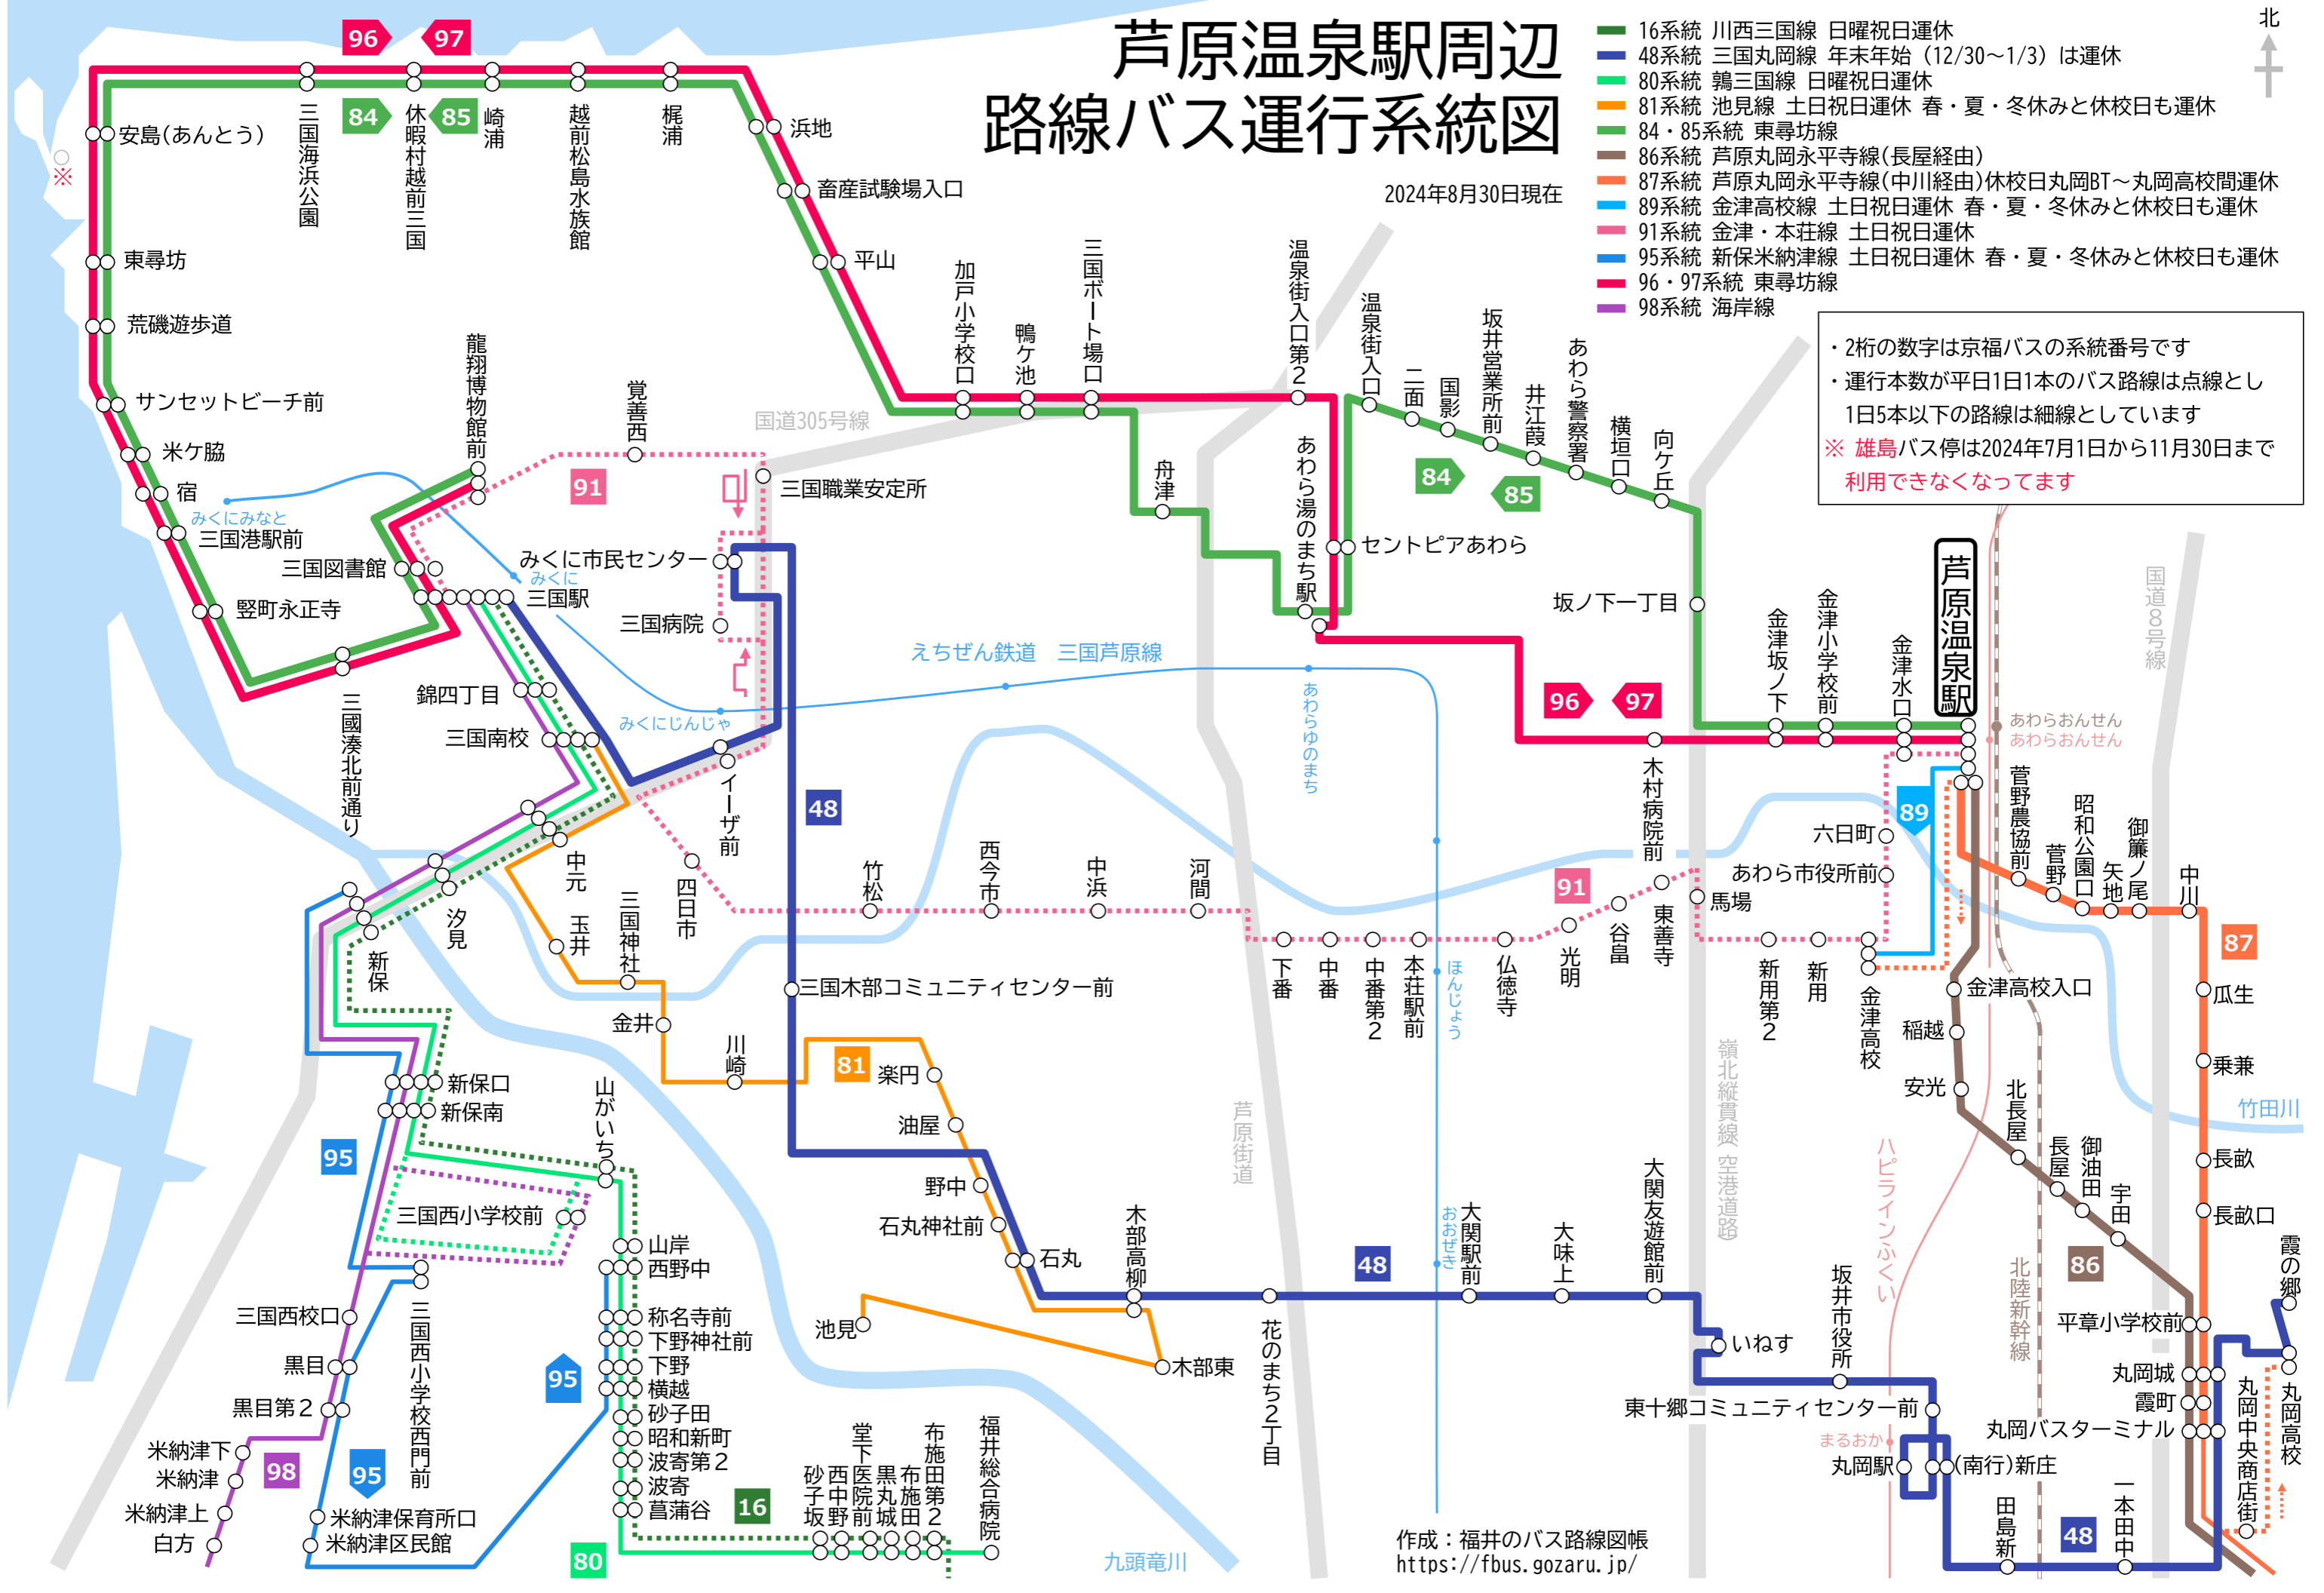 芦原温泉駅周辺
路線バス運行系統図
2024年8月30日現在
北
16系統 川西三国線 日曜祝日運休
48系統 三国丸岡線 年末年始（12/30～1/3）は運休
80系統 鶉三国線 日曜祝日運休
81系統 池見線 土日祝日運休 春・夏・冬休みと休校日も運休
84・85系統 東尋坊線
86系統 芦原丸岡永平寺線(長屋経由)
87系統 芦原丸岡永平寺線(中川経由)休校日丸岡BT～丸岡高校間運休
89系統 金津高校線 土日祝日運休 春・夏・冬休みと休校日も運休
91系統 金津・本荘線 土日祝日運休
95系統 新保米納津線 土日祝日運休 春・夏・冬休みと休校日も運休
96・97系統 東尋坊線
98系統 海岸線
・2桁の数字は京福バスの系統番号です
・運行本数が平日1日1本のバス路線は点線とし
1日5本以下の路線は細線としています
※ 雄島バス停は2024年7月1日から11月30日まで
利用できなくなってます
96
97
84
85
※
安島(あんとう)
三国海浜公園
休暇村越前三国
崎浦
越前松島水族館
梶浦
浜地
畜産試験場入口
平山
東尋坊
荒磯遊歩道
サンセットビーチ前
米ケ脇
宿
みくにみなと
三国港駅前
竪町永正寺
三國湊北前通り
龍翔博物館前
三国図書館
みくに
三国駅
覚善西
91
国道305号線
三国職業安定所
みくに市民センター
三国病院
加戸小学校口
鴨ケ池
三国ボート場口
舟津
温泉街入口第2
あわら湯のまち駅
セントピアあわら
温泉街入口
二面
国影
坂井営業所前
井江葭
あわら警察署
横垣口
向ケ丘
84
85
坂ノ下一丁目
金津坂ノ下
金津小学校前
金津水口
芦原温泉駅
国道8号線
えちぜん鉄道　三国芦原線
あわらゆのまち
96
97
あわらおんせん
あわらおんせん
錦四丁目
三国南校
みくにじんじゃ
イーザ前
48
木村病院前
89
六日町
あわら市役所前
菅野農協前
菅野
昭和公園口
矢地
御簾ノ尾
中川
87
中元
汐見
新保
玉井
三国神社
四日市
竹松
西今市
中浜
河間
下番
中番
中番第2
本荘駅前
ほんじょう
仏徳寺
91
光明
谷畠
東善寺
馬場
新用第2
新用
金津高校
金津高校入口
稲越
安光
瓜生
乗兼
竹田川
長畝
長畝口
三国木部コミュニティセンター前
金井
川崎
81
楽円
油屋
野中
石丸神社前
石丸
木部高柳
池見
木部東
新保口
新保南
95
山がいち
三国西小学校前
芦原街道
嶺北縦貫線(空港道路)
ハピラインふくい
北陸新幹線
北長屋
長屋
御油田
宇田
86
平章小学校前
霞の郷
山岸
西野中
称名寺前
下野神社前
下野
横越
砂子田
昭和新町
波寄第2
波寄
菖蒲谷
三国西校口
黒目
黒目第2
三国西小学校西門前
95
米納津下
米納津
米納津上
白方
98
95
米納津保育所口
米納津区民館
16
80
砂子坂
西中野
堂下医院前
黒丸城
布施田
布施田第2
福井総合病院
九頭竜川
花のまち2丁目
48
おおぜき
大関駅前
大味上
大関友遊館前
いねす
坂井市役所
東十郷コミュニティセンター前
まるおか
丸岡駅
(南行)新庄
丸岡城
霞町
丸岡バスターミナル
丸岡中央商店街
丸岡高校
田島新
48
一本田中
作成：福井のバス路線図帳
https://fbus.gozaru.jp/